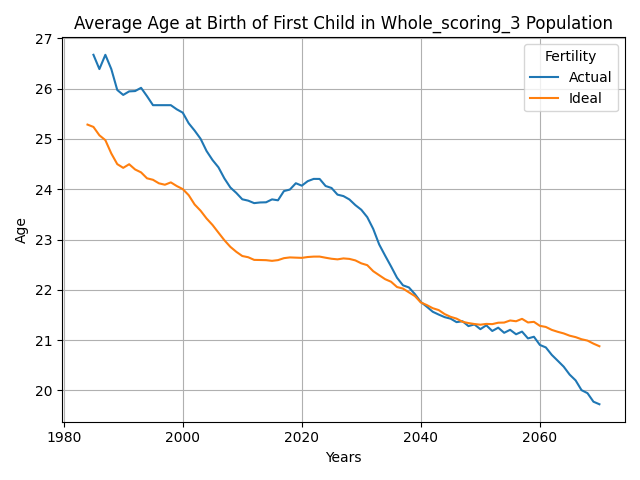 Average Age at Birth of First Child in Whole_scoring_3 Population
27
26
25
24
23
22
21
20
Age
Fertility
Actual
Ideal
1980 2000 2020 2040 2060
Years